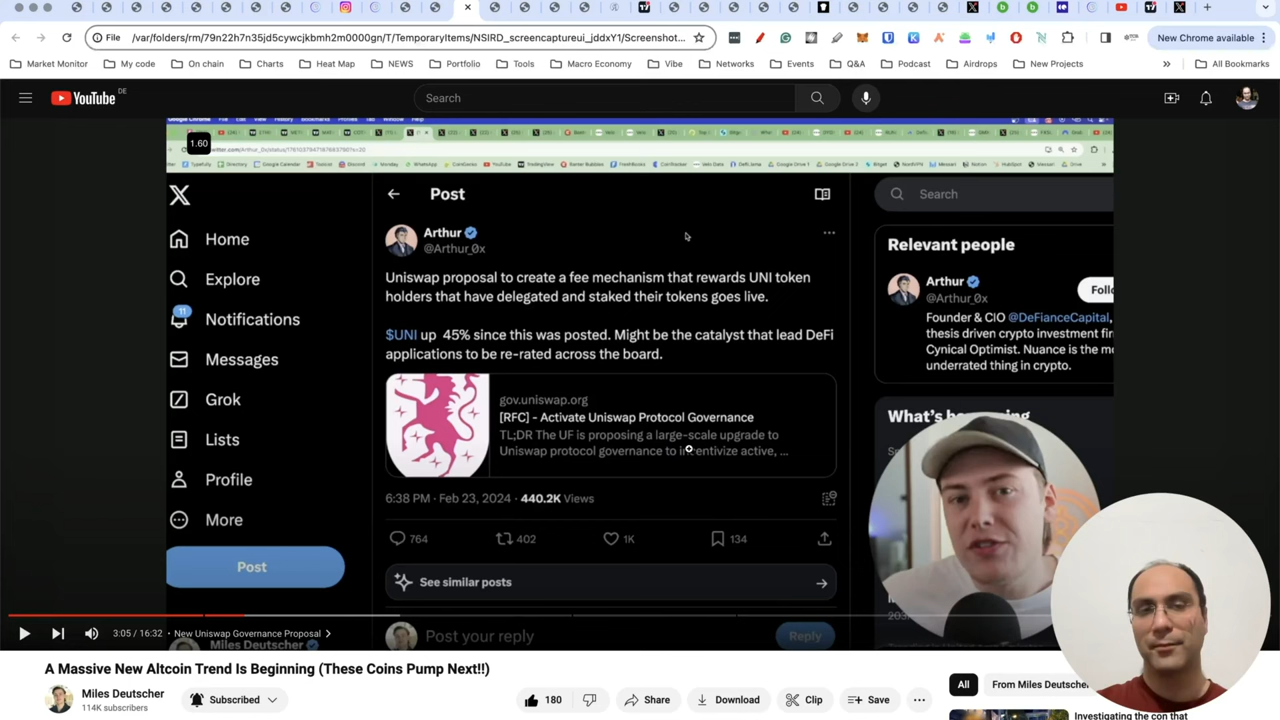 New Chrome available
File
/var/folders/rm/79n22h7n35jd5cywcjkbmh2m0000gn/T/TemporaryItems/NSIRD_screencaptureui_jddxY1/Screenshot...
Market Monitor
My code
On chain
Charts
Heat Map
NEWS
Portfolio
Tools
Macro Economy
Vibe
Networks
Events
Q&A
Podcast
Airdrops
New Projects
All Bookmarks
YouTube DE
Search
1.60
Post
Search
Home
Explore
11
Notifications
Messages
Grok
Lists
Profile
More
Post
Arthur
@Arthur_0x
Uniswap proposal to create a fee mechanism that rewards UNI token
holders that have delegated and staked their tokens goes live.
$UNI up 45% since this was posted. Might be the catalyst that lead DeFi
applications to be re-rated across the board.
gov.uniswap.org
[RFC] - Activate Uniswap Protocol Governance
TL;DR The UF is proposing a large-scale upgrade to
Uniswap protocol governance to incentivize active, ...
6:38 PM · Feb 23, 2024 · 440.2K Views
764
402
1K
134
See similar posts
Post your reply
Reply
Relevant people
Arthur
@Arthur_0x
Follo
Founder & CIO @DeFianceCapital,
thesis driven crypto investment fir
Cynical Optimist. Nuance is the mo
underrated thing in crypto.
What's
Miles Deutscher
3:05 / 16:32 • New Uniswap Governance Proposal
A Massive New Altcoin Trend Is Beginning (These Coins Pump Next!!)
Miles Deutscher
114K subscribers
Subscribed
180
Share
Download
Clip
Save
All
From Miles Deutscher
Investigating the con that